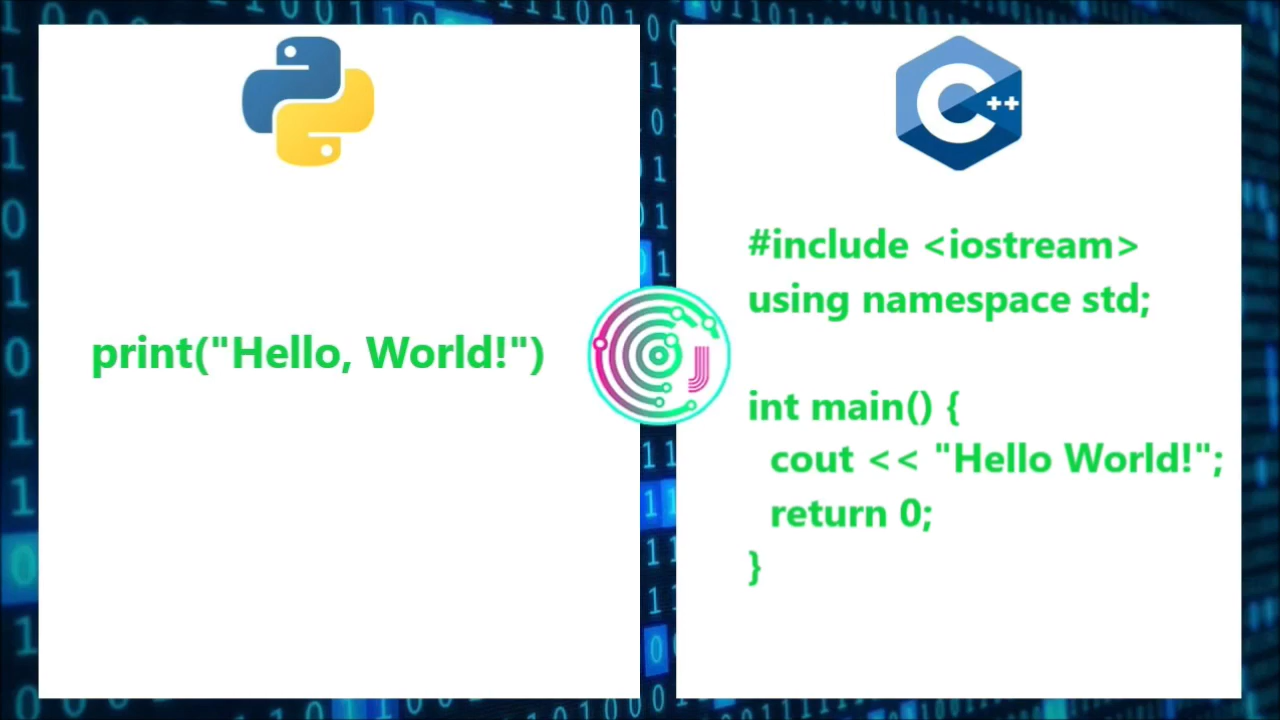 print("Hello, World!")
C++
#include <iostream>
using namespace std;

int main() {
  cout << "Hello World!";
  return 0;
}
J